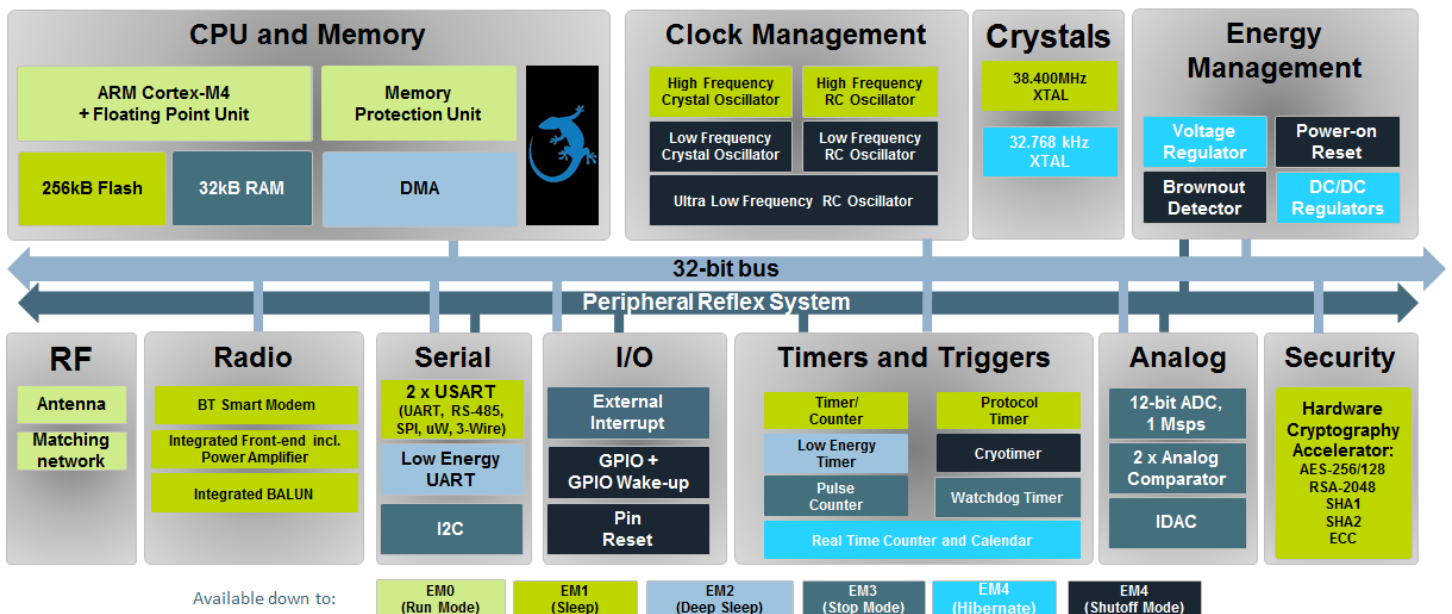 CPU and Memory
ARM Cortex-M4
+ Floating Point Unit
Memory
Protection Unit
256kB Flash
32kB RAM
DMA
Clock Management
High Frequency
Crystal Oscillator
High Frequency
RC Oscillator
Low Frequency
Crystal Oscillator
Low Frequency
RC Oscillator
Ultra Low Frequency RC Oscillator
Crystals
38.400MHz
XTAL
32.768 kHz
XTAL
Energy
Management
Voltage
Regulator
Power-on
Reset
Brownout
Detector
DC/DC
Regulators
32-bit bus
Peripheral Reflex System
RF
Antenna
Matching
network
Radio
BT Smart Modem
Integrated Front-end incl.
Power Amplifier
Integrated BALUN
Serial
2 x USART
(UART, RS-485,
SPI, uW, 3-Wire)
Low Energy
UART
I2C
I/O
External
Interrupt
GPIO +
GPIO Wake-up
Pin
Reset
Timers and Triggers
Timer/
Counter
Protocol
Timer
Low Energy
Timer
Cryotimer
Pulse
Counter
Watchdog Timer
Real Time Counter and Calendar
Analog
12-bit ADC,
1 Msps
2 x Analog
Comparator
IDAC
Security
Hardware
Cryptography
Accelerator:
AES-256/128
RSA-2048
SHA1
SHA2
ECC
Available down to:
EM0
(Run Mode)
EM1
(Sleep)
EM2
(Deep Sleep)
EM3
(Stop Mode)
EM4
(Hibernate)
EM4
(Shutoff Mode)